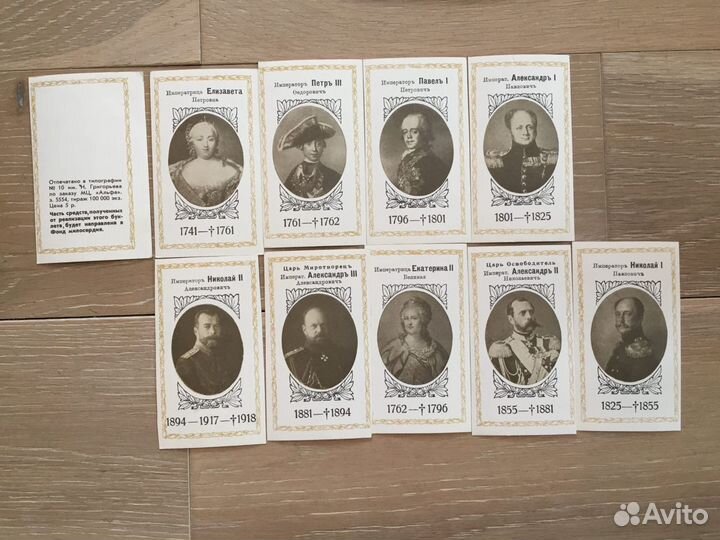 Отпечатано в типографии
№ 10 им. Н. Григорьева
по заказу МЦ. «Альфа».
з. 5554, тираж 100 000 экз.
Цена 5 р.
Часть средств, полученных
от реализации этого бук-
лета, будет направлена в
Фонд милосердия.
Императрица Елизавета
Петровна
1741—†1761
Императоръ Петръ III
Ѳедоровичъ
1761—†1762
Императоръ Павелъ I
Петровичъ
1796—†1801
Императ. Александръ I
Павловичъ
1801—†1825
Императоръ Николай II
Александровичъ
1894—1917—†1918
Царь Миротворецъ
Императ. Александръ III
Александровичъ
1881—†1894
Императрица Екатерина II
Великая
1762—†1796
Царь Освободитель
Императ. Александръ II
Николаевичъ
1855—†1881
Императоръ Николай I
Павловичъ
1825—†1855
Avito